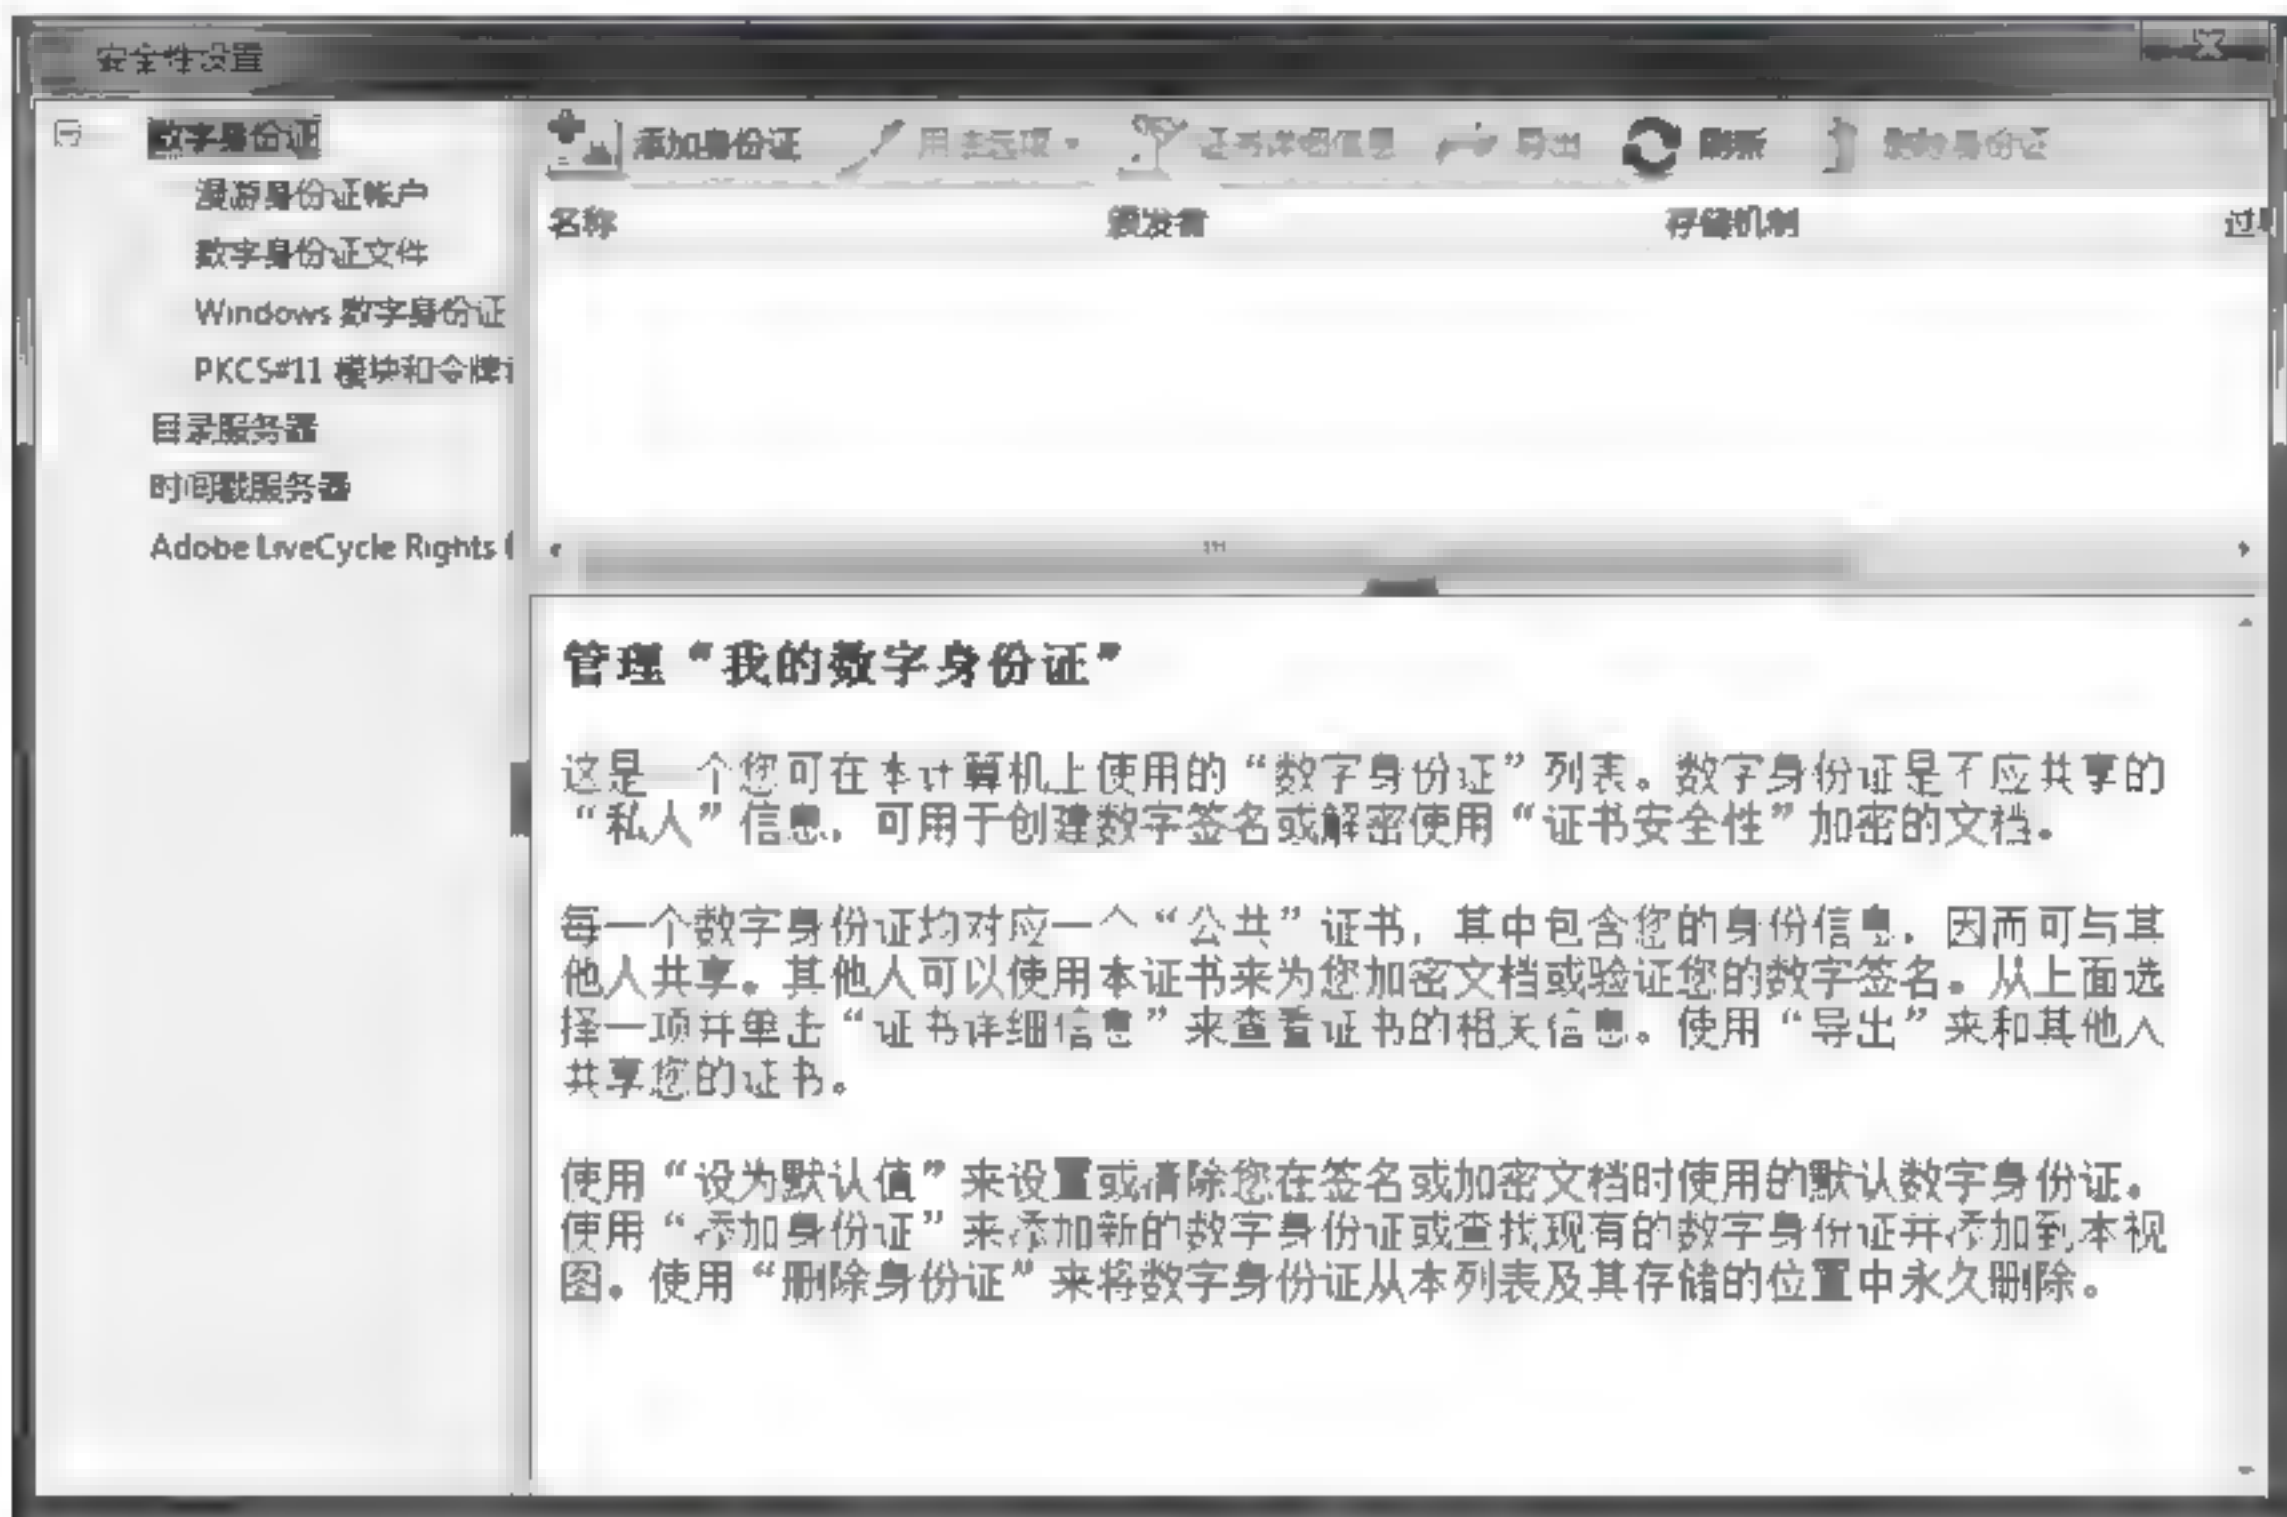 安全性设置
数字身份证
漫游身份证帐户
数字身份证文件
Windows 数字身份证
PKCS#11 模块和令牌
目录服务器
时间戳服务器
Adobe LiveCycle Rights
添加身份证 用法选项 证书详细信息 导出 刷新 删除身份证
名称 颁发者 存储机制 过
管理“我的数字身份证”
这是一个您可在本计算机上使用的“数字身份证”列表。数字身份证是不应共享的
“私人”信息，可用于创建数字签名或解密使用“证书安全性”加密的文档。
每一个数字身份证均对应一个“公共”证书，其中包含您的身份信息，因而可与其
他人共享。其他人可以使用本证书来为您加密文档或验证您的数字签名。从上面选
择一项并单击“证书详细信息”来查看证书的相关信息。使用“导出”来和其他人
共享您的证书。
使用“设为默认值”来设置或清除您在签名或加密文档时使用的默认数字身份证。
使用“添加身份证”来添加新的数字身份证或查找现有的数字身份证并添加到本视
图。使用“删除身份证”来将数字身份证从本列表及其存储的位置中永久删除。